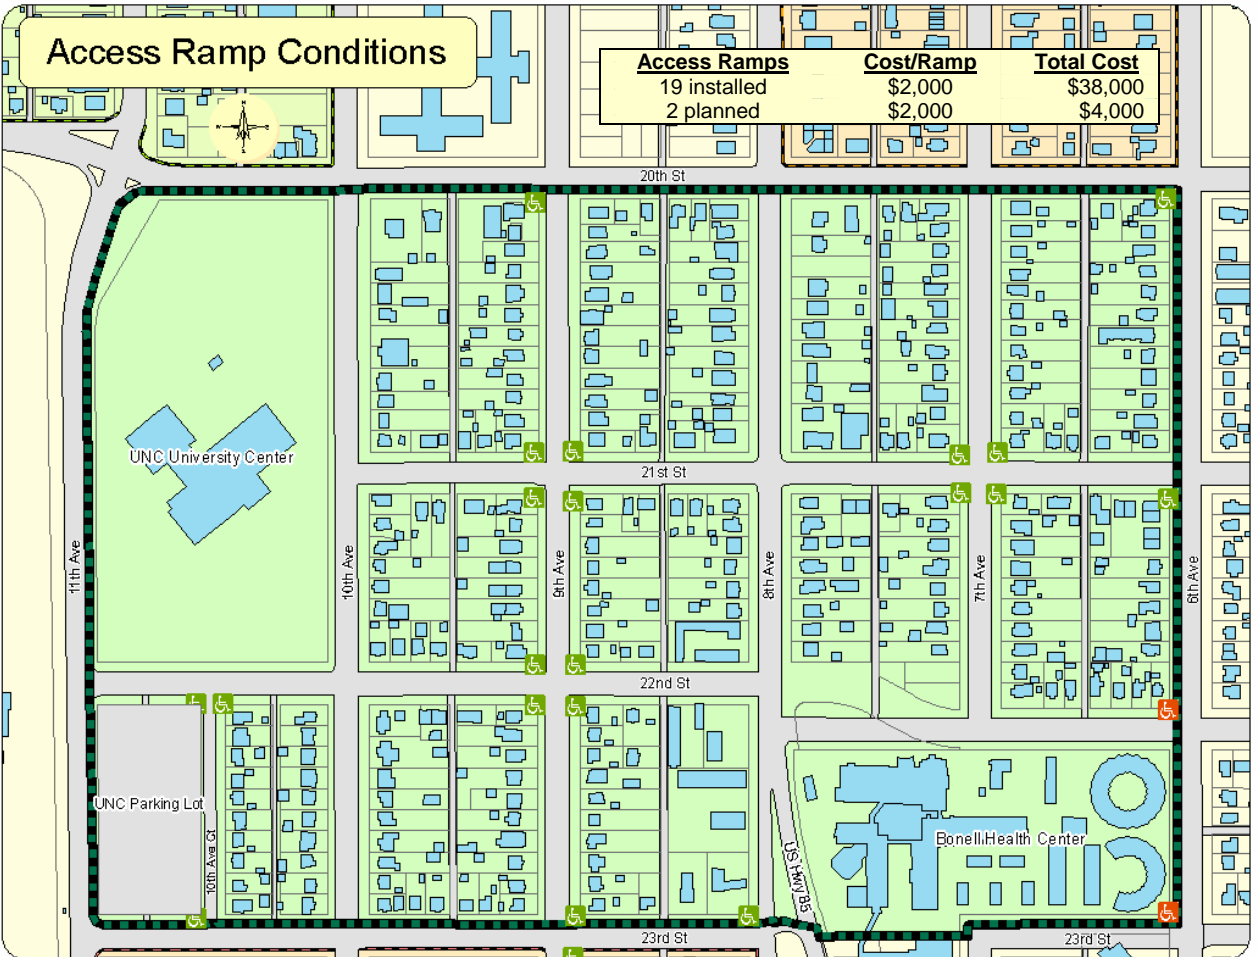 Access Ramp Conditions
Access Ramps Cost/Ramp Total Cost
19 installed $2,000 $38,000
2 planned $2,000 $4,000
N
W E
S
20th St
UNC University Center
21st St
11th Ave
10th Ave
9th Ave
8th Ave
7th Ave
6th Ave
22nd St
UNC Parking Lot
10th Ave Ct
US Hwy 85
Bonell Health Center
23rd St
23rd St